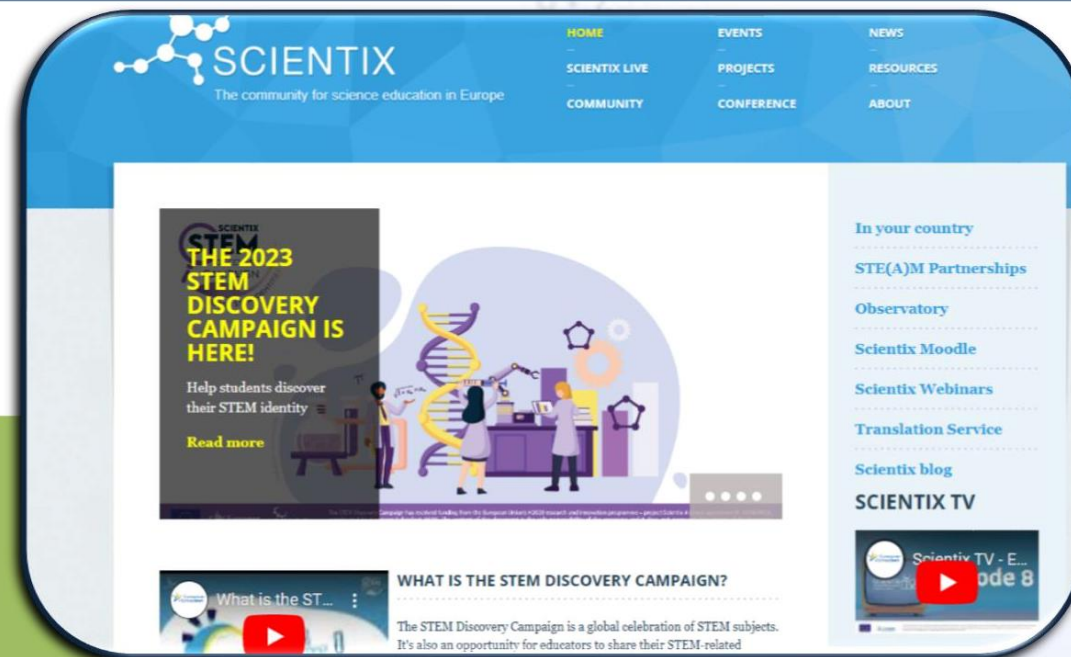 SCIENTIX
The community for science education in Europe
HOME
EVENTS
NEWS
SCIENTIX LIVE
PROJECTS
RESOURCES
COMMUNITY
CONFERENCE
ABOUT
SCIENTIX
STEM
THE 2023
STEM
DISCOVERY
CAMPAIGN IS
HERE!
Help students discover
their STEM identity
Read more
In your country
STE(A)M Partnerships
Observatory
Scientix Moodle
Scientix Webinars
Translation Service
Scientix blog
SCIENTIX TV
Scientix TV - E...
ode 8
What is the ST...
WHAT IS THE STEM DISCOVERY CAMPAIGN?
The STEM Discovery Campaign is a global celebration of STEM subjects.
It's also an opportunity for educators to share their STEM-related